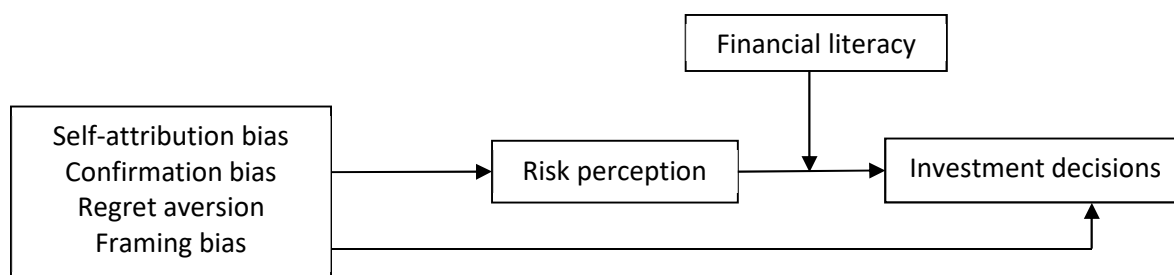 Financial literacy
Self-attribution bias
Confirmation bias
Regret aversion
Framing bias
Risk perception
Investment decisions